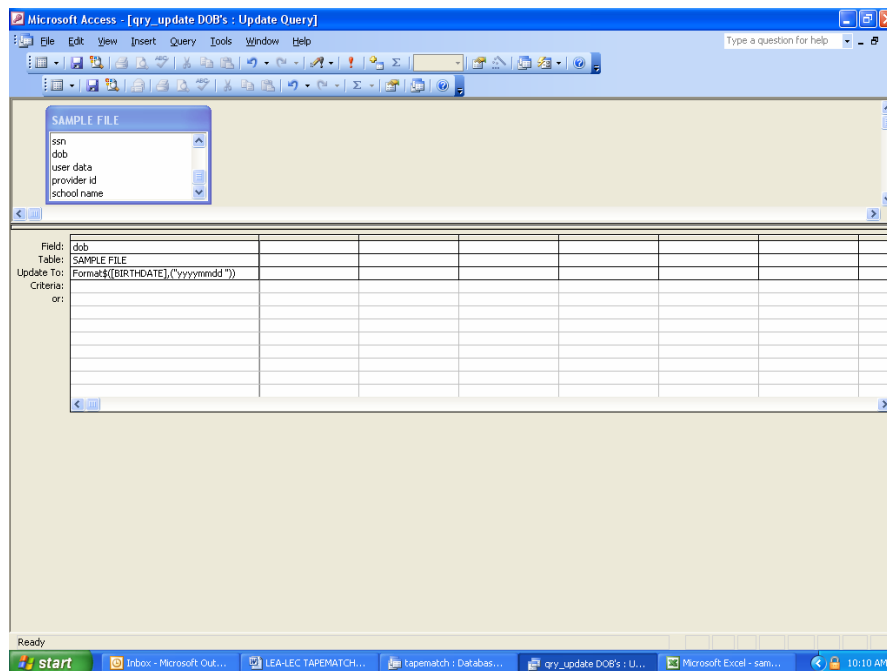 Microsoft Access - [qry_update DOB's : Update Query]
File Edit View Insert Query Tools Window Help
Type a question for help
SAMPLE FILE
ssn
dob
user data
provider id
school name
Field: dob
Table: SAMPLE FILE
Update To: Format$([BIRTHDATE],("yyyymmdd "))
Criteria:
or:
Ready
start
Inbox - Microsoft Out...
LEA-LEC TAPEMATCH...
tapematch : Databas...
qry_update DOB's : U...
Microsoft Excel - sam...
10:10 AM